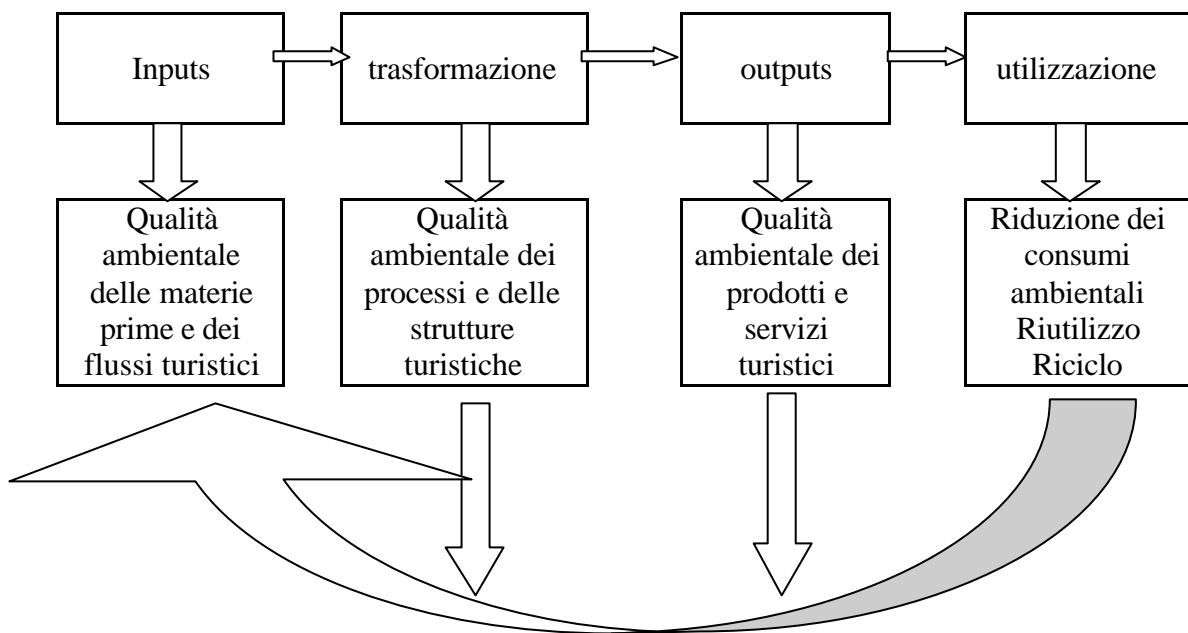 Inputs
trasformazione
outputs
utilizzazione
Qualità
ambientale
delle materie
prime e dei
flussi turistici
Qualità
ambientale dei
processi e delle
strutture
turistiche
Qualità
ambientale dei
prodotti e
servizi
turistici
Riduzione dei
consumi
ambientali
Riutilizzo
Riciclo